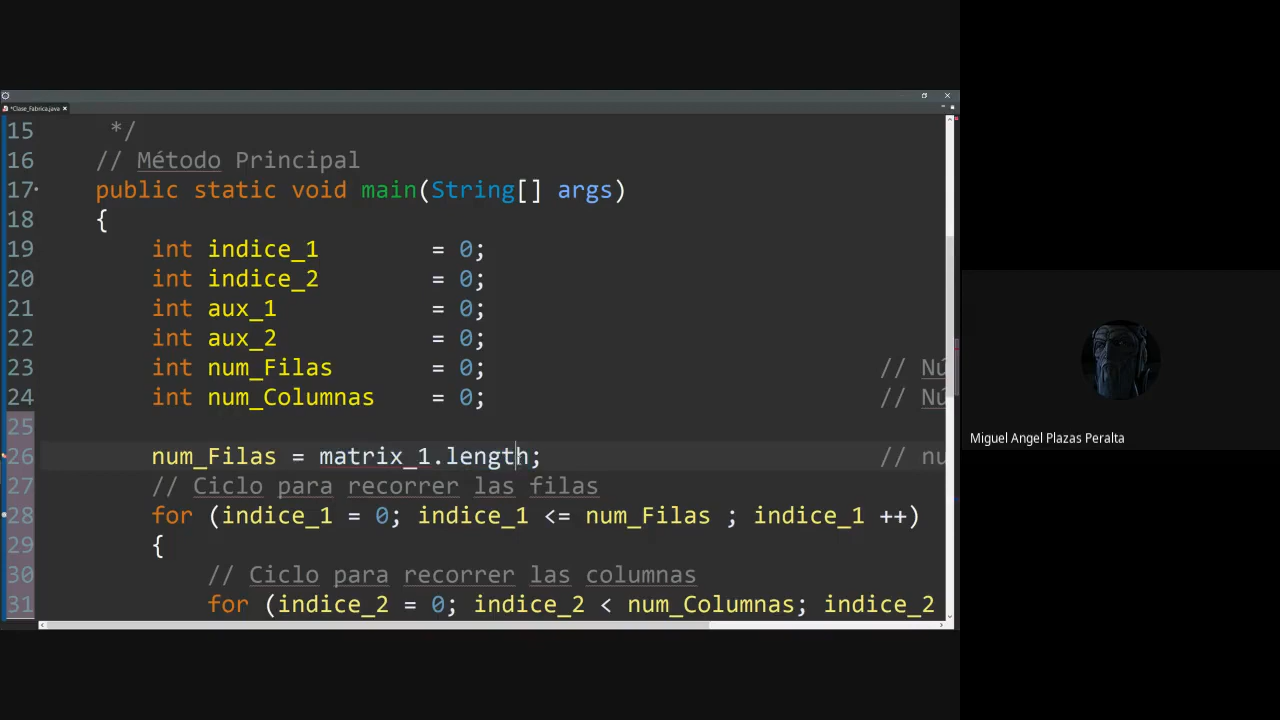 *Clase_Fabrica.java
15 */
16 // Método Principal
17 public static void main(String[] args)
18 {
19 int indice_1 = 0;
20 int indice_2 = 0;
21 int aux_1 = 0;
22 int aux_2 = 0;
23 int num_Filas = 0; // Nú
24 int num_Columnas = 0; // Nú
25
26 num_Filas = matrix_1.length; // nu
27 // Ciclo para recorrer las filas
28 for (indice_1 = 0; indice_1 <= num_Filas ; indice_1 ++)
29 {
30 // Ciclo para recorrer las columnas
31 for (indice_2 = 0; indice_2 < num_Columnas; indice_2
Miguel Angel Plazas Peralta